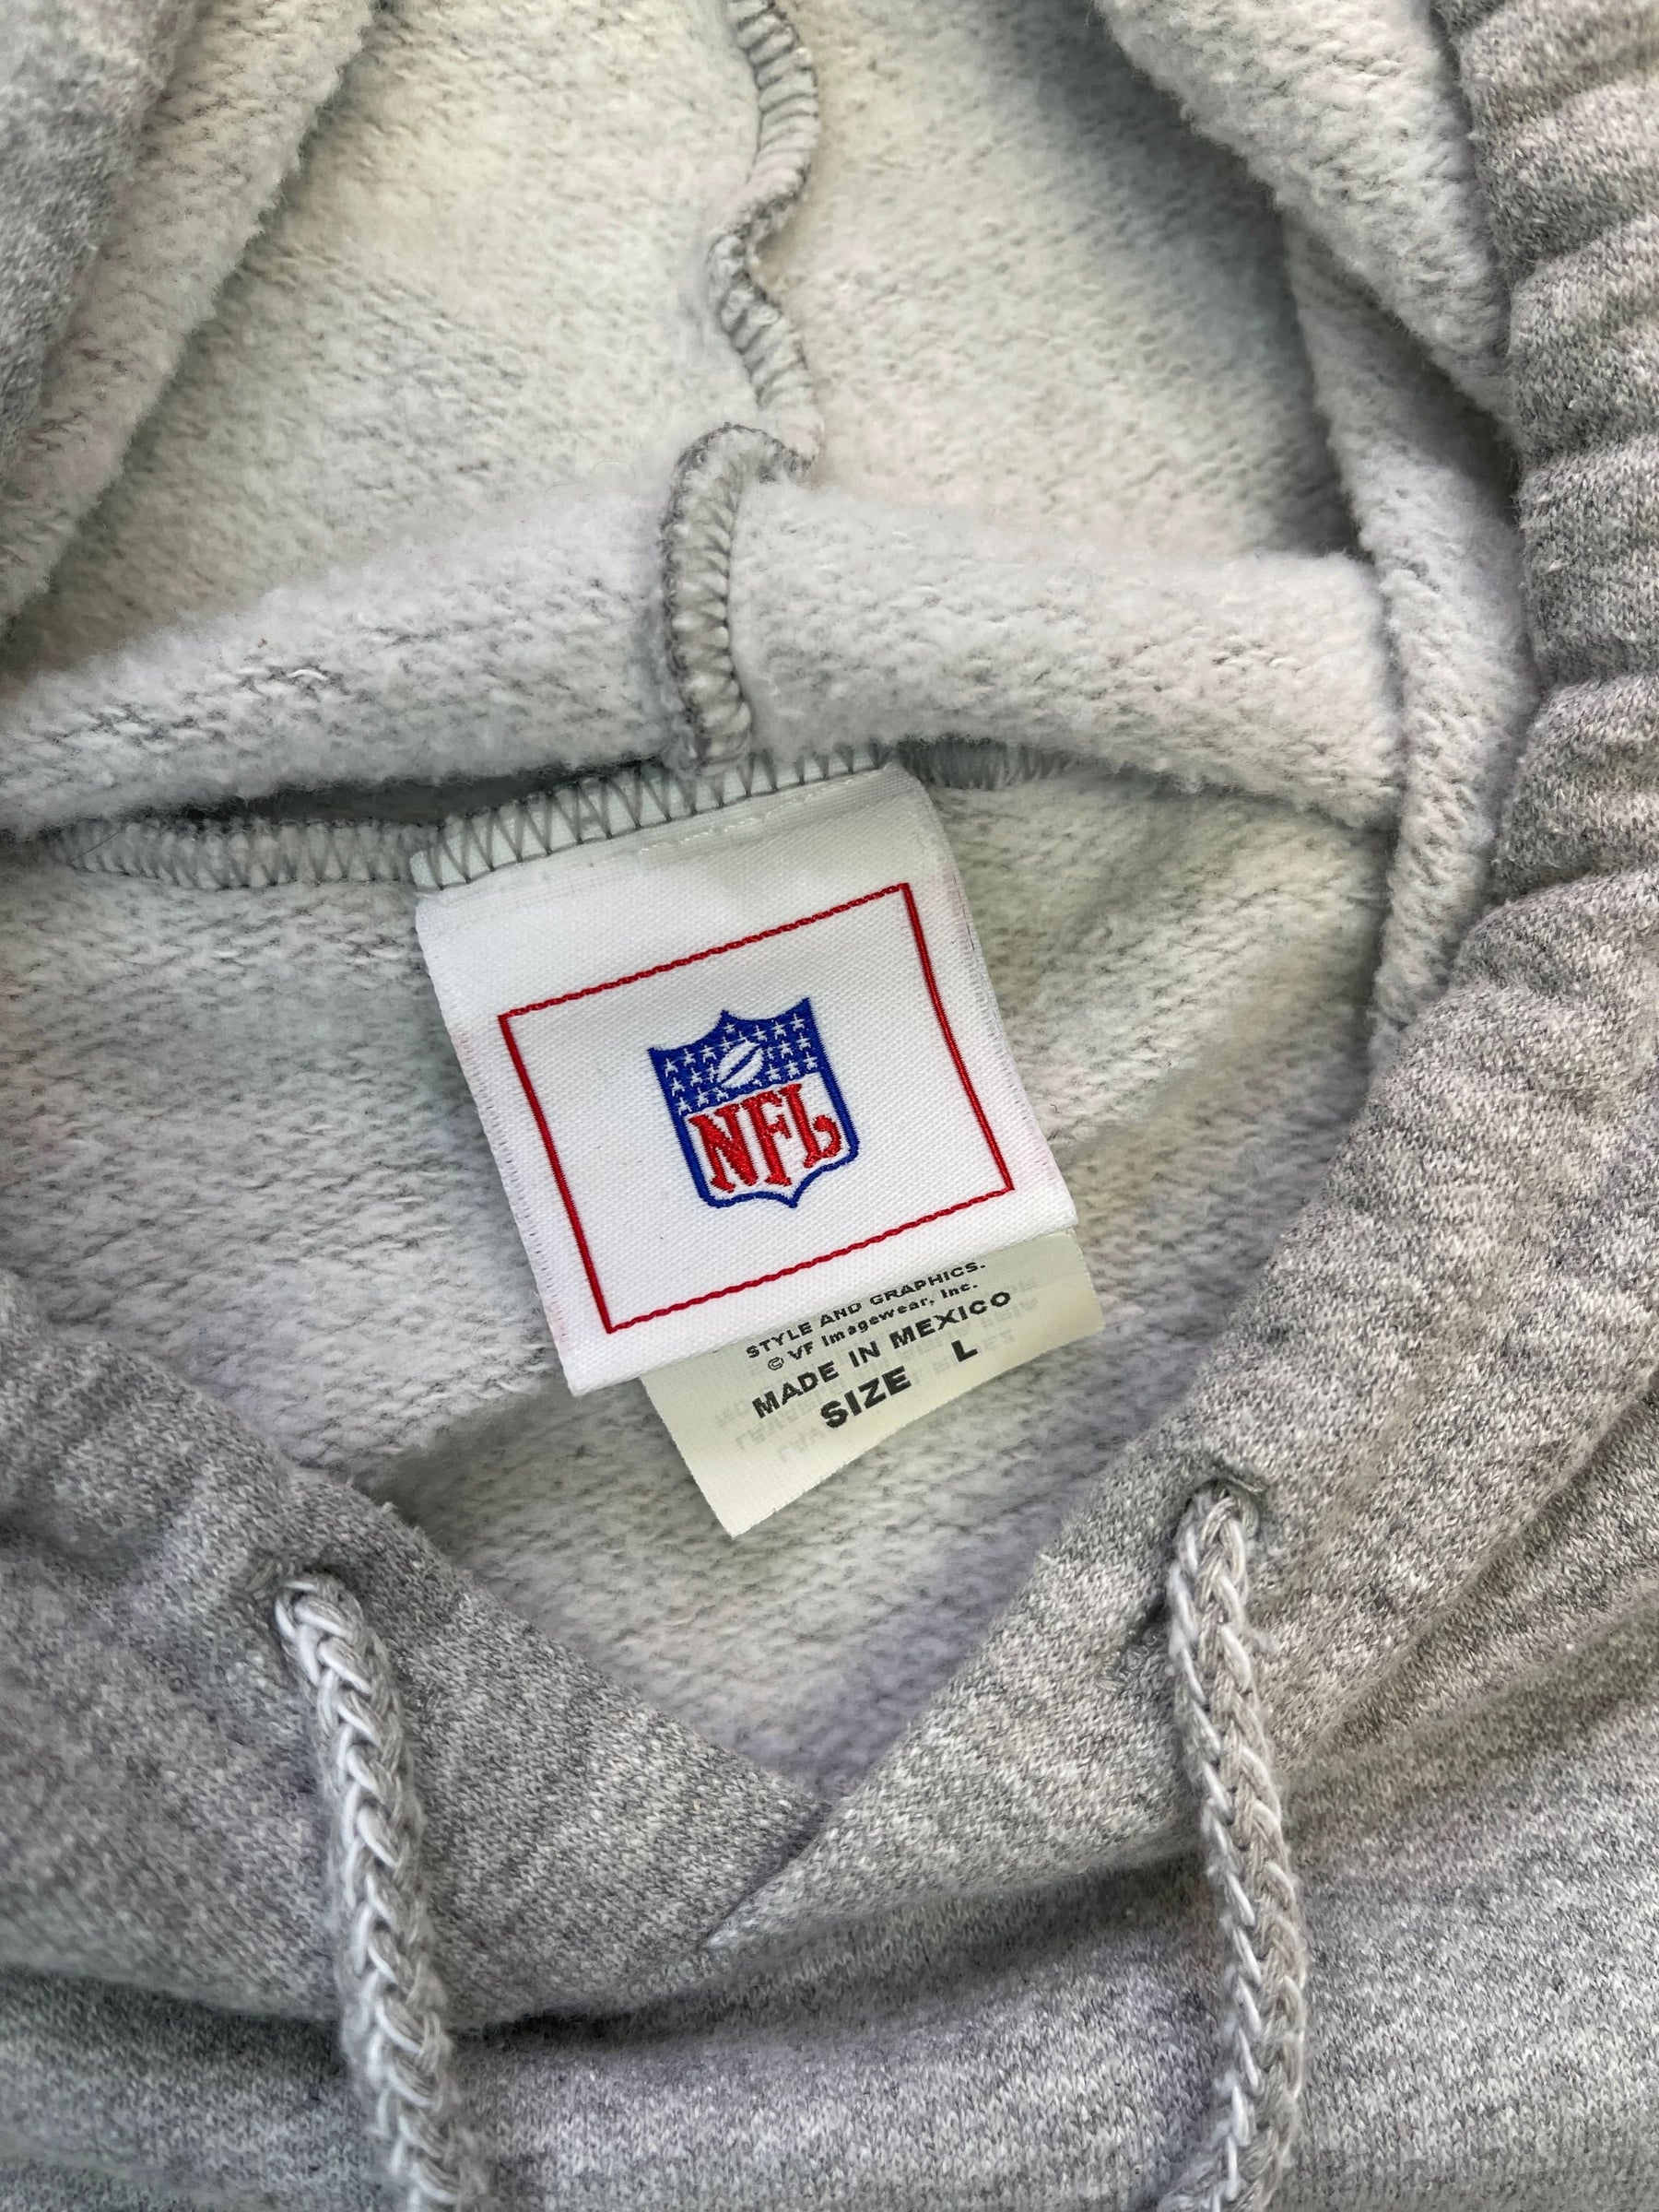 NFL
STYLE AND GRAPHICS.
© VF Imagewear, Inc.
MADE IN MEXICO
SIZE L